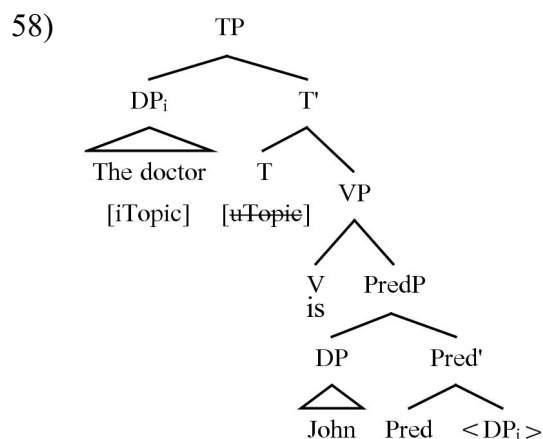 58)
TP
DPᵢ T'
The doctor T
[iTopic] [uTopic]
VP
V PredP
is
DP Pred'
John Pred <DPᵢ>